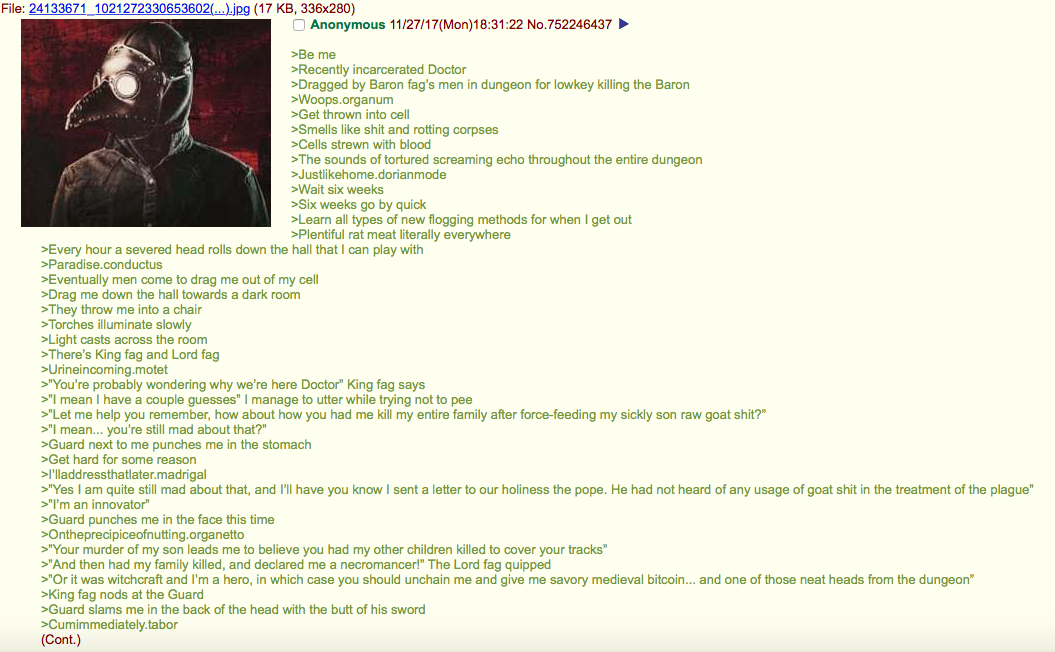 File: 24133671_1021272330653602(...).jpg (17 KB, 336x280)
Anonymous 11/27/17(Mon)18:31:22 No.752246437
>Be me
>Recently incarcerated Doctor
>Dragged by Baron fag's men in dungeon for lowkey killing the Baron
>Woops.organum
>Get thrown into cell
>Smells like shit and rotting corpses
>Cells strewn with blood
>The sounds of tortured screaming echo throughout the entire dungeon
>Justlikehome.dorianmode
>Wait six weeks
>Six weeks go by quick
>Learn all types of new flogging methods for when I get out
>Plentiful rat meat literally everywhere
>Every hour a severed head rolls down the hall that I can play with
>Paradise.conductus
>Eventually men come to drag me out of my cell
>Drag me down the hall towards a dark room
>They throw me into a chair
>Torches illuminate slowly
>Light casts across the room
>There's King fag and Lord fag
>Urineincoming.motet
>"You're probably wondering why we're here Doctor" King fag says
>"I mean I have a couple guesses" I manage to utter while trying not to pee
>"Let me help you remember, how about how you had me kill my entire family after force-feeding my sickly son raw goat shit?"
>"I mean... you're still mad about that?"
>Guard next to me punches me in the stomach
>Get hard for some reason
>I'lladdressthatlater.madrigal
>"Yes I am quite still mad about that, and I'll have you know I sent a letter to our holiness the pope. He had not heard of any usage of goat shit in the treatment of the plague"
>"I'm an innovator"
>Guard punches me in the face this time
>Ontheprecipiceofnutting.organetto
>"Your murder of my son leads me to believe you had my other children killed to cover your tracks"
>"And then had my family killed, and declared me a necromancer!" The Lord fag quipped
>"Or it was witchcraft and I'm a hero, in which case you should unchain me and give me savory medieval bitcoin... and one of those neat heads from the dungeon"
>King fag nods at the Guard
>Guard slams me in the back of the head with the butt of his sword
>Cumimmediately.tabor
(Cont.)